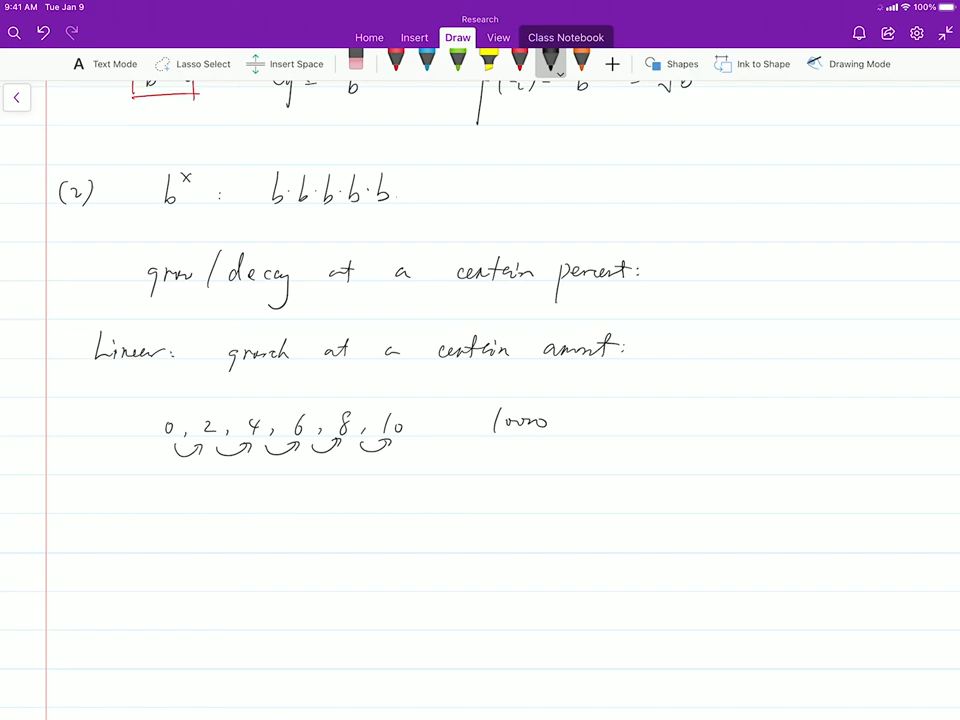 9:41 AM Tue Jan 9 100%
Research
Home Insert Draw View Class Notebook
Text Mode Lasso Select Insert Space Shapes Ink to Shape Drawing Mode
(2) b^x : b·b·b·b·b
grow/decay at a certain percent:
Linear: growth at a certain amount:
0, 2, 4, 6, 8, 10 10000